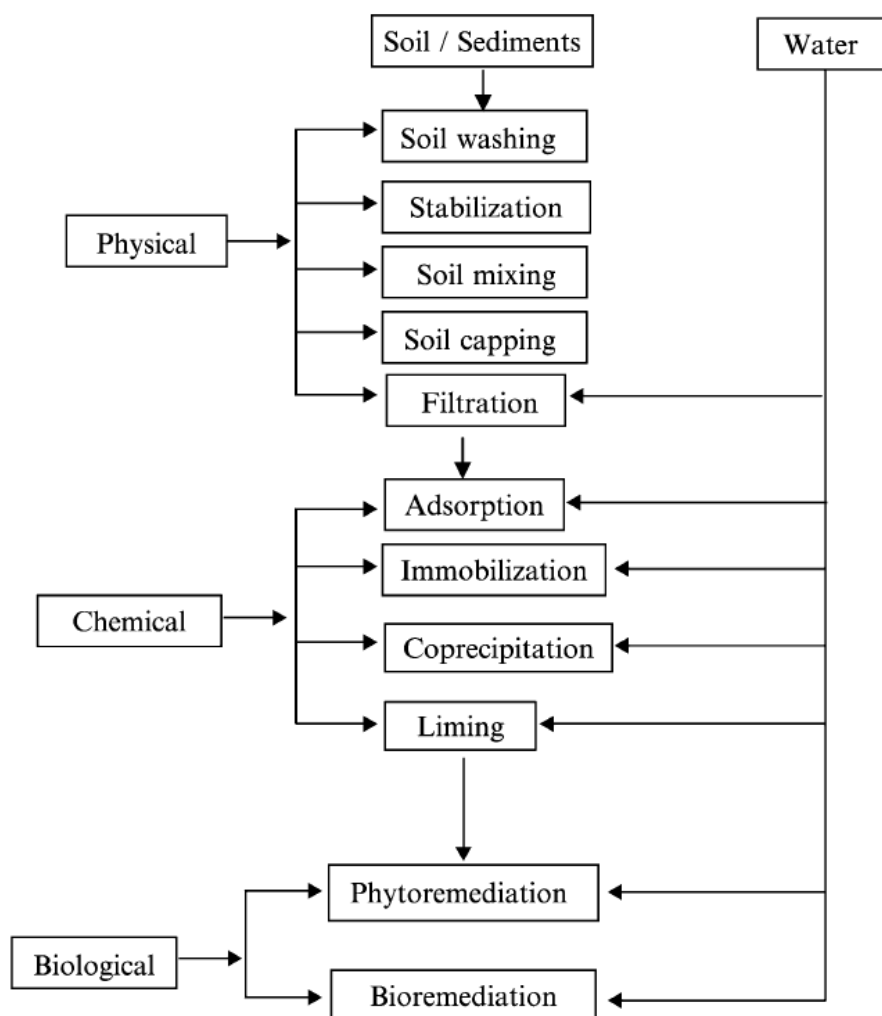 Soil / Sediments
Water
Soil washing
Stabilization
Physical
Soil mixing
Soil capping
Filtration
Adsorption
Immobilization
Chemical
Coprecipitation
Liming
Phytoremediation
Biological
Bioremediation